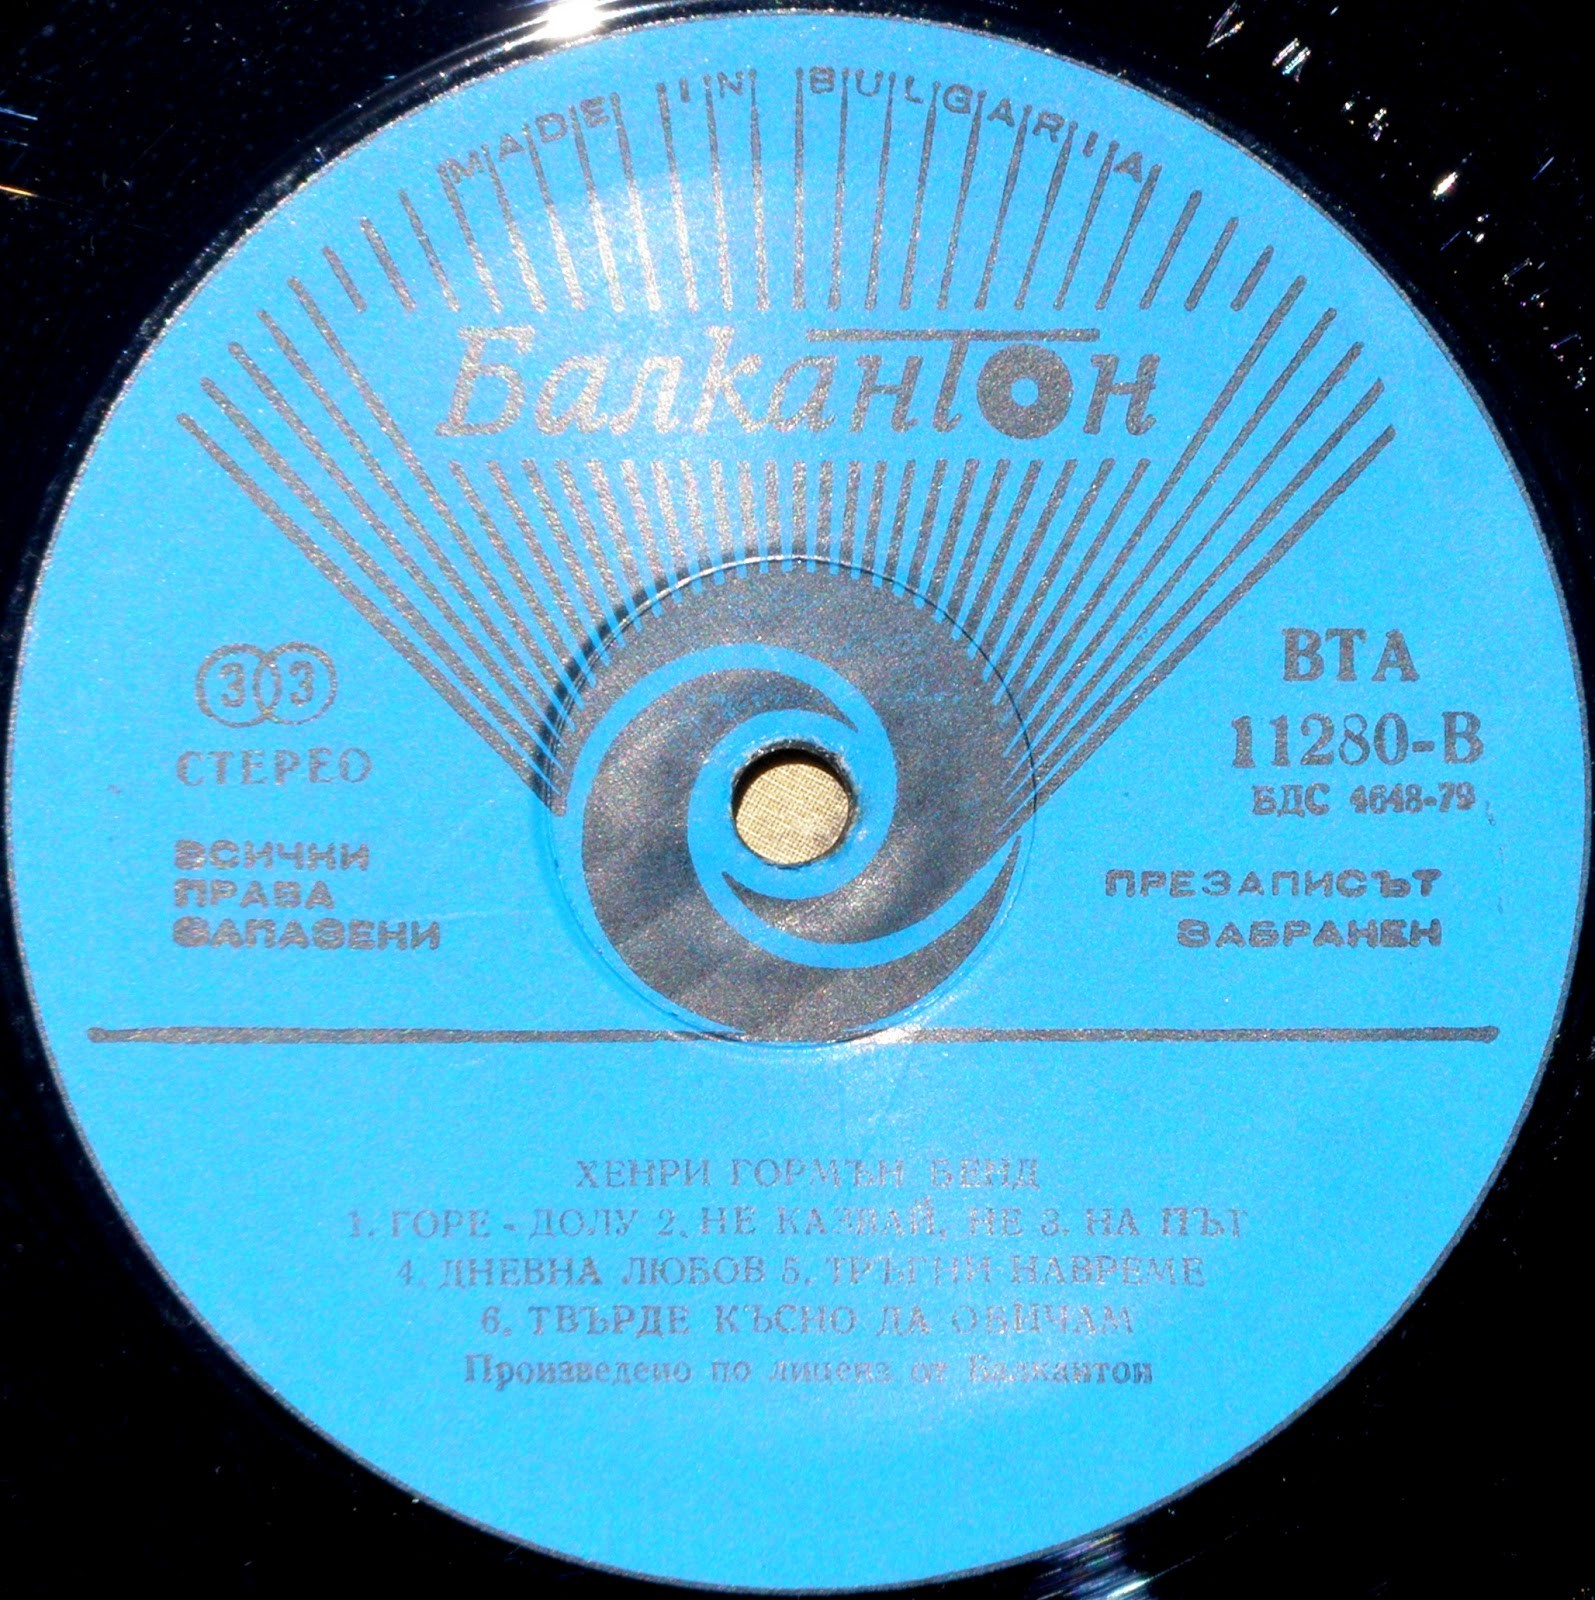 MADE IN BULGARIA
Балкантон
33
СТЕРЕО
ВСИЧКИ
ПРАВА
ЗАПАЗЕНИ
ВТА
11280-В
БДС 4648-79
ПРЕЗАПИСЪТ
ЗАБРАНЕН
ХЕНРИ ГОРМЪН БЕНД
1. ГОРЕ - ДОЛУ 2. НЕ КАЗВАЙ, НЕ 3. НА ПЪТ
4. ДНЕВНА ЛЮБОВ 5. ТРЪГНИ НАВРЕМЕ
6. ТВЪРДЕ КЪСНО ДА ОБИЧАМ
Произведено по лиценз от Балкантон